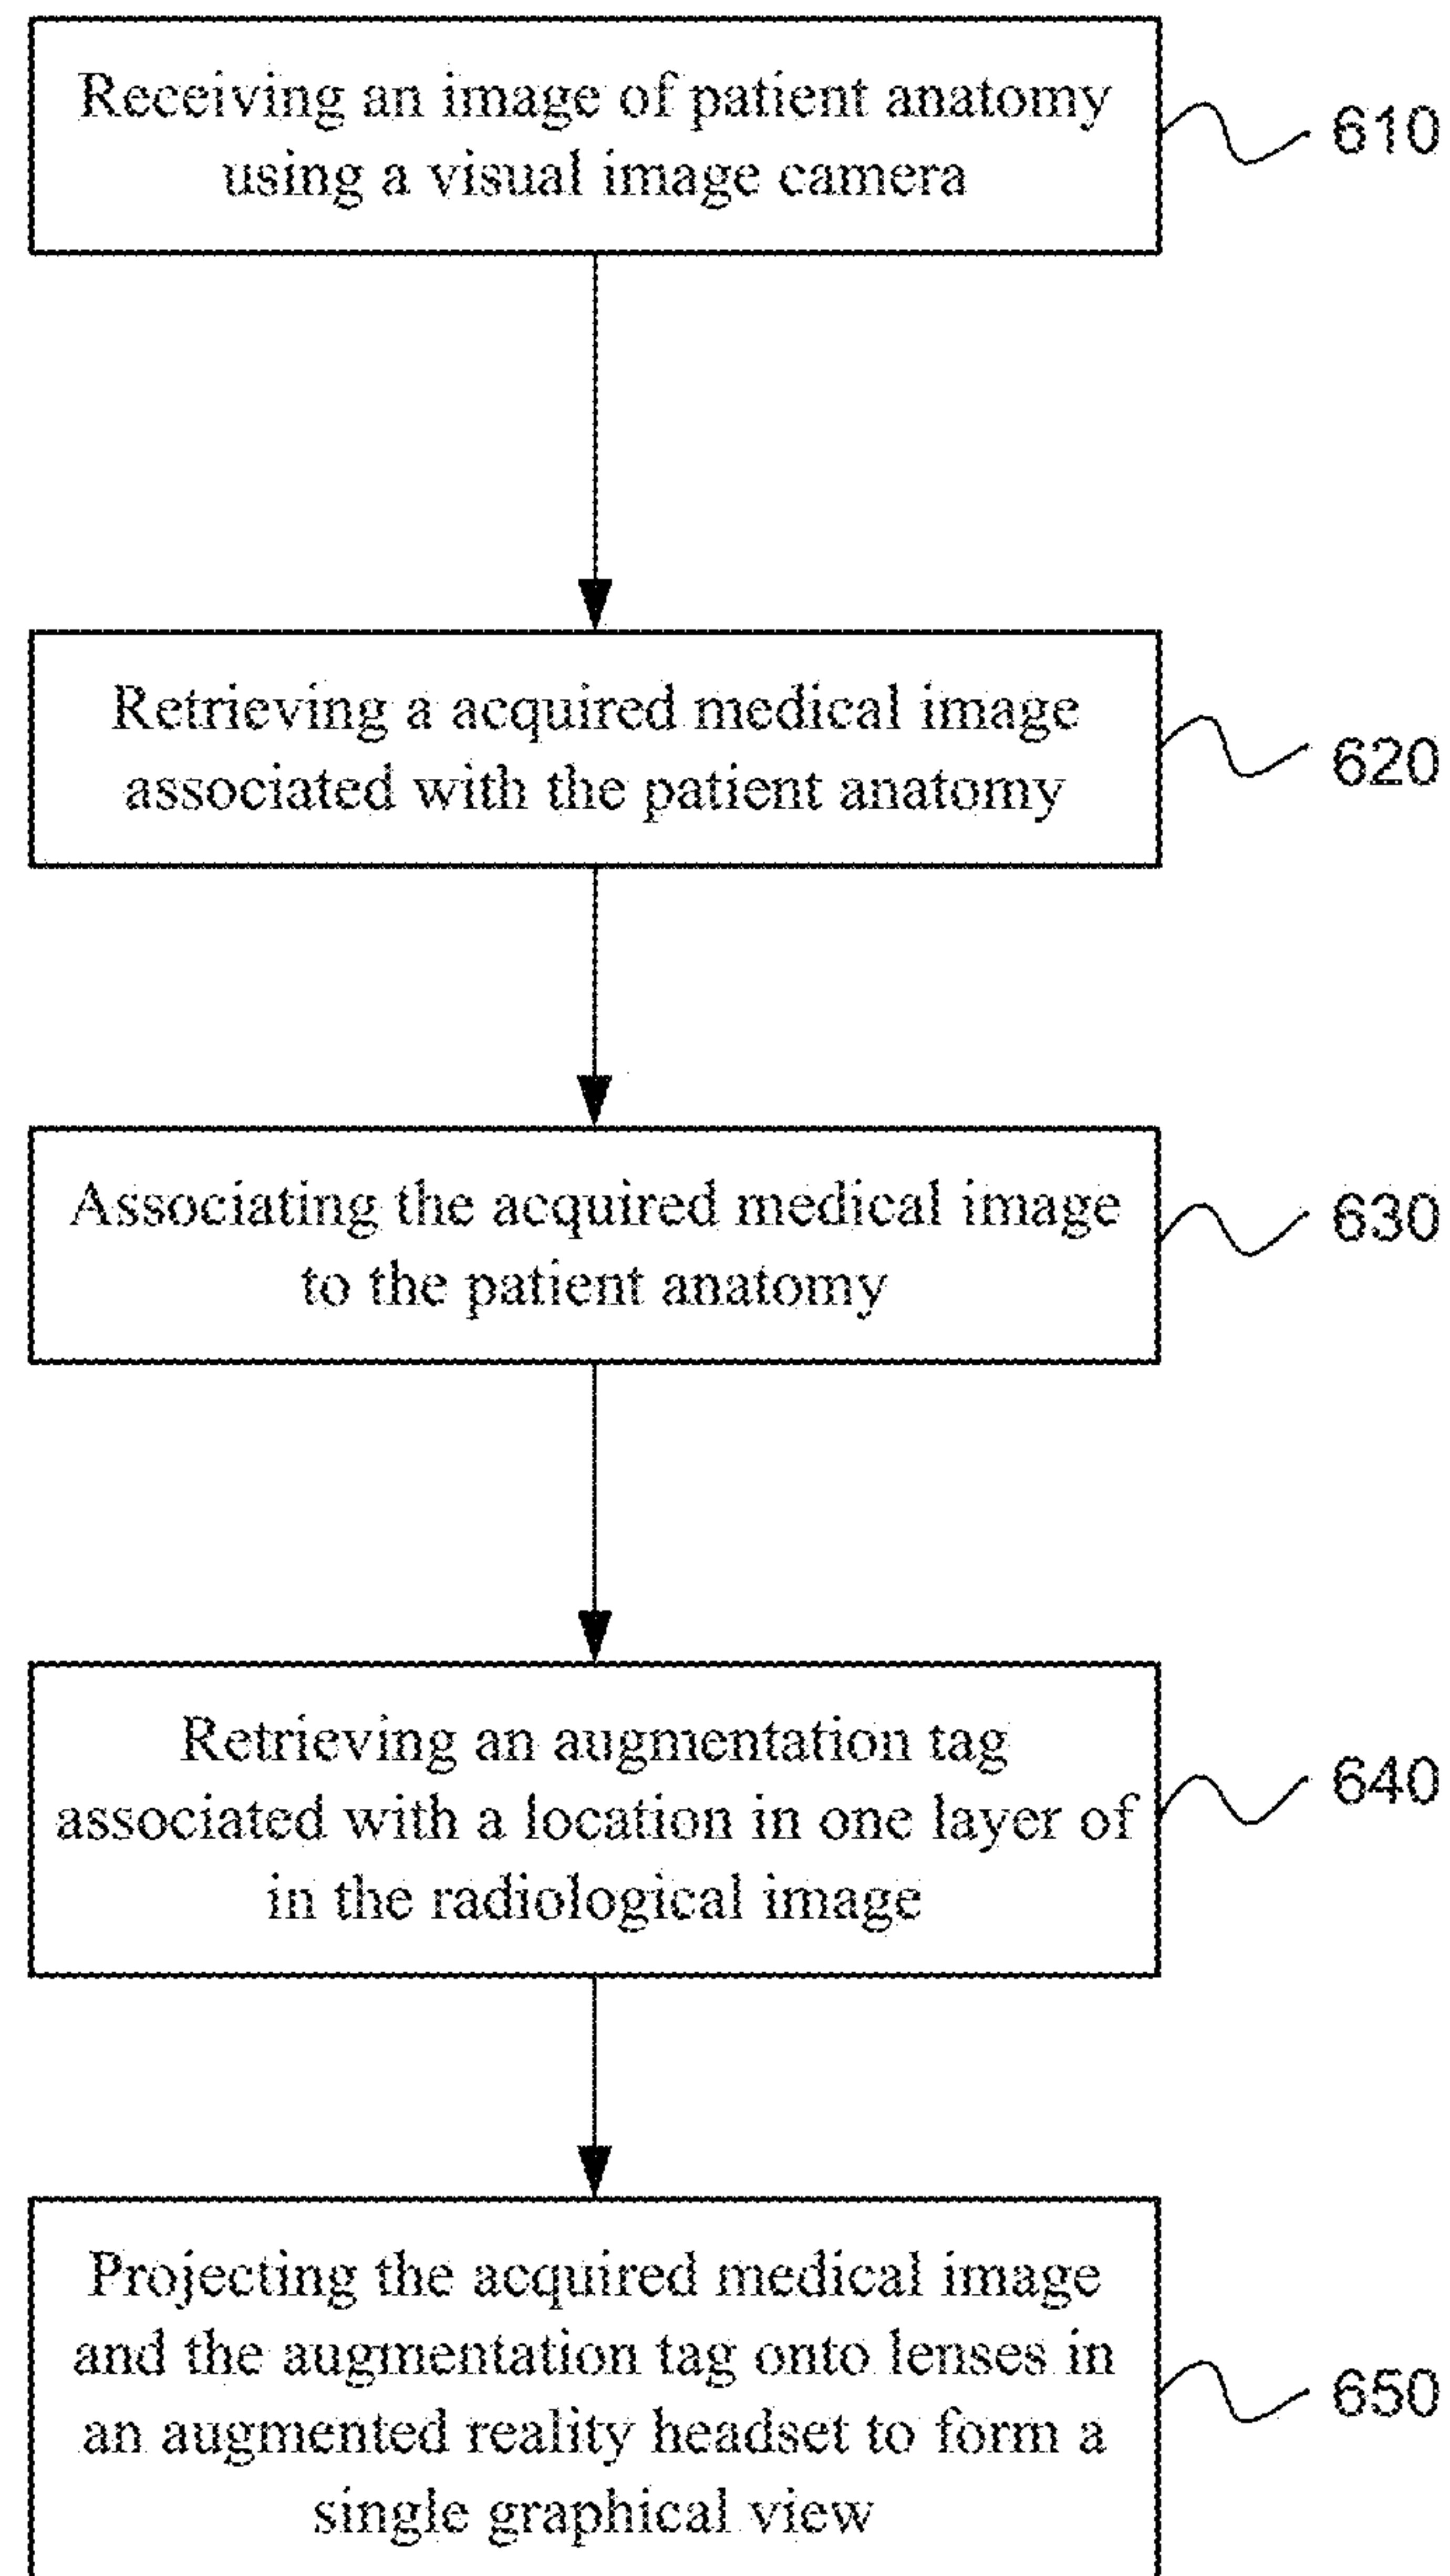 Receiving an image of patient anatomy
using a visual image camera
610
Retrieving a acquired medical image
associated with the patient anatomy
620
Associating the acquired medical image
to the patient anatomy
630
Retrieving an augmentation tag
associated with a location in one layer of
in the radiological image
640
Projecting the acquired medical image
and the augmentation tag onto lenses in
an augmented reality headset to form a
single graphical view
650